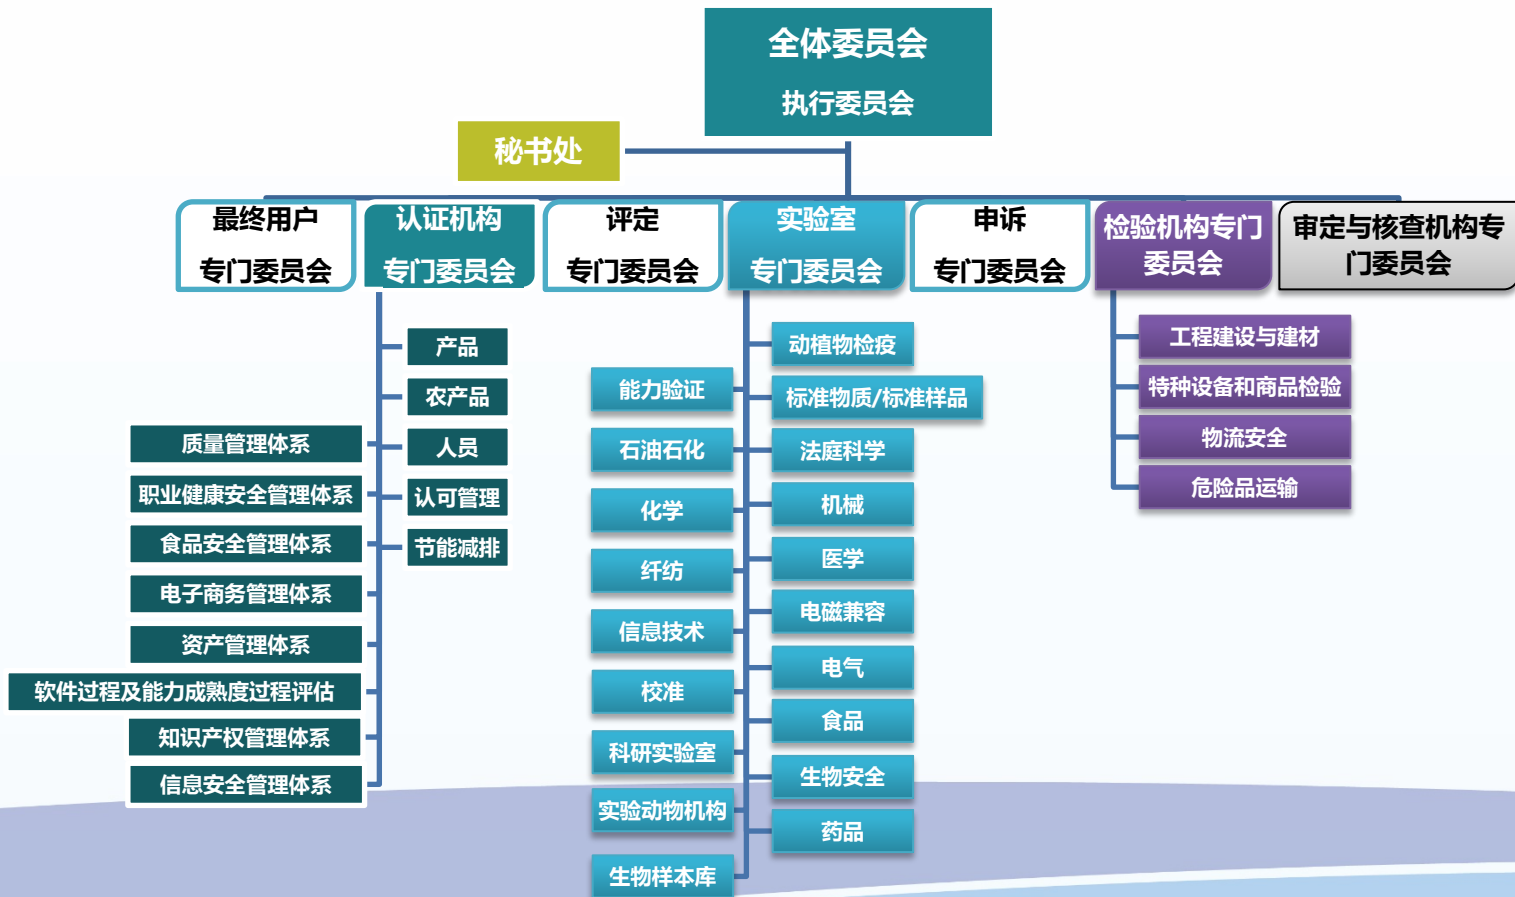 全体委员会
执行委员会
秘书处
最终用户
专门委员会
认证机构
专门委员会
评定
专门委员会
实验室
专门委员会
申诉
专门委员会
检验机构专门
委员会
审定与核查机构专
门委员会
产品
农产品
人员
认可管理
节能减排
质量管理体系
职业健康安全管理体系
食品安全管理体系
电子商务管理体系
资产管理体系
软件过程及能力成熟度过程评估
知识产权管理体系
信息安全管理体系
能力验证
石油石化
化学
纤纺
信息技术
校准
科研实验室
实验动物机构
生物样本库
动植物检疫
标准物质/标准样品
法庭科学
机械
医学
电磁兼容
电气
食品
生物安全
药品
工程建设与建材
特种设备和商品检验
物流安全
危险品运输